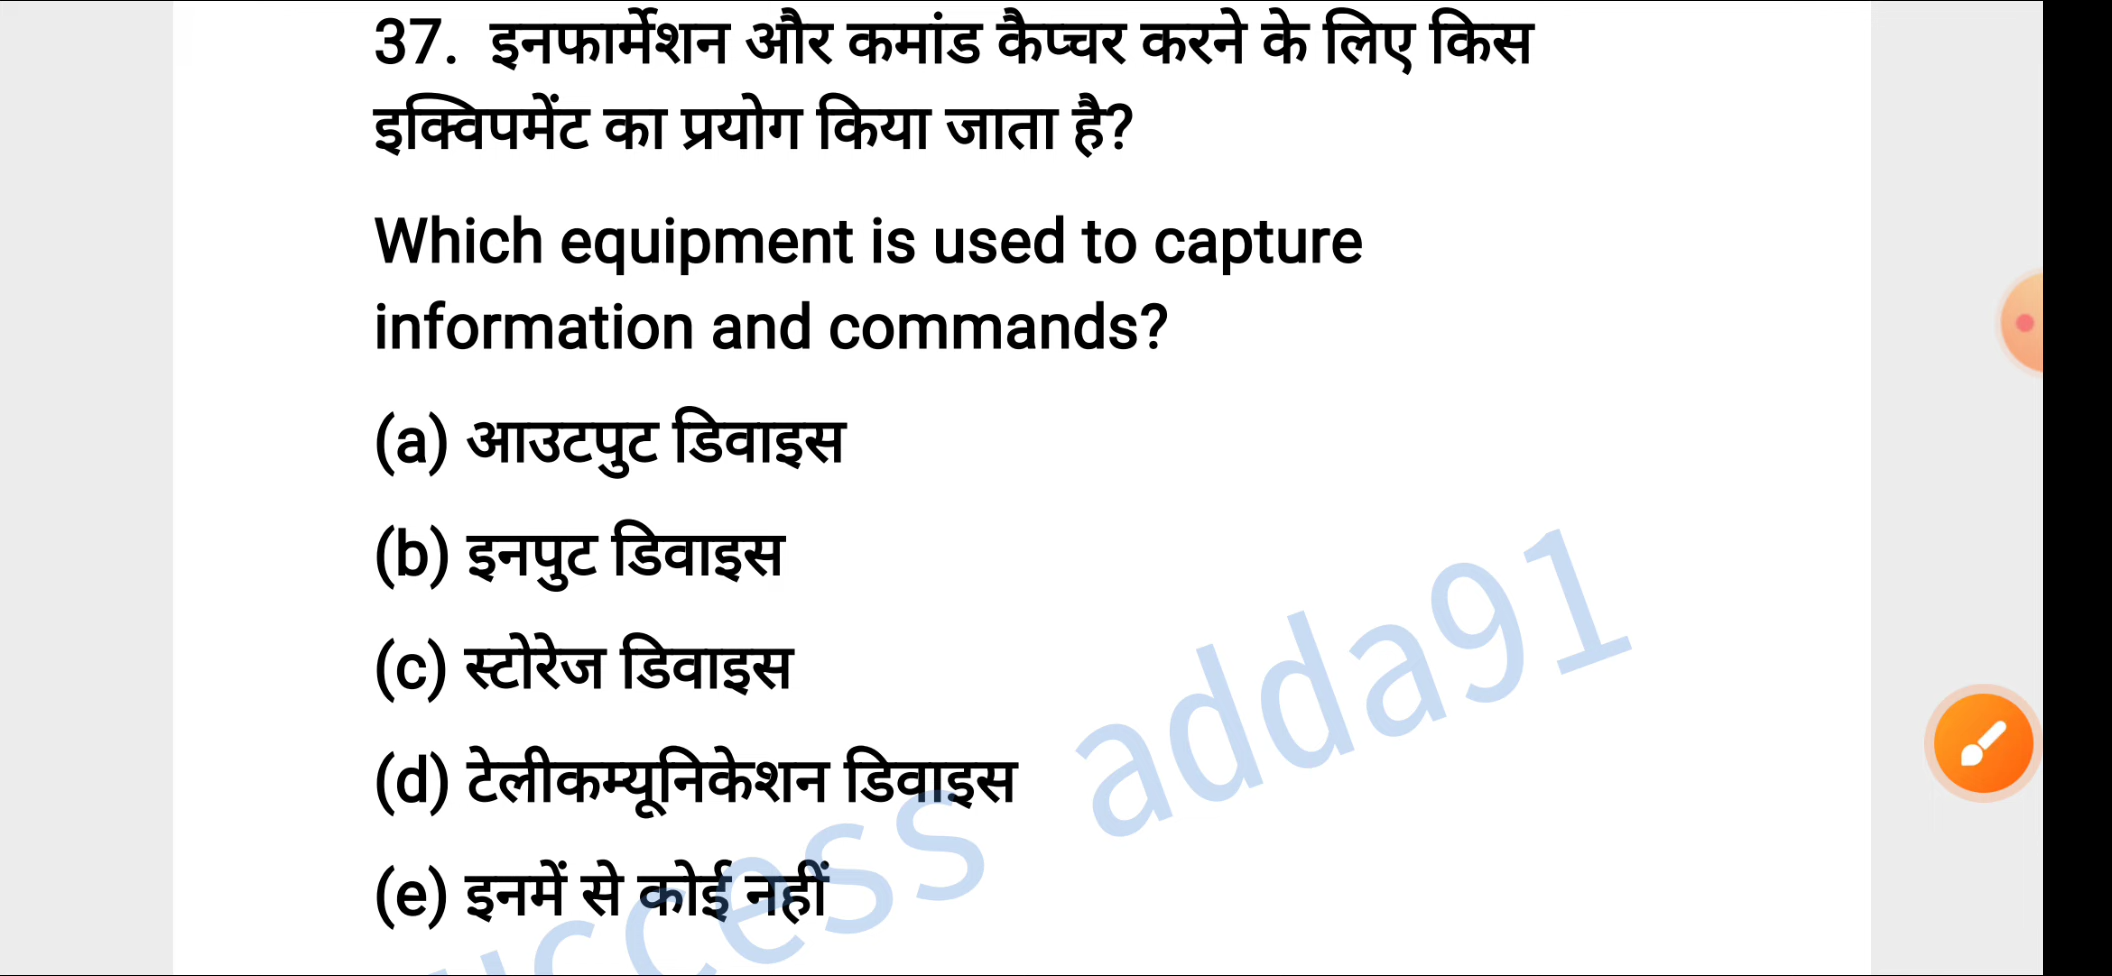 37. इनफार्मेशन और कमांड कैप्चर करने के लिए किस
इक्विपमेंट का प्रयोग किया जाता है?
Which equipment is used to capture
information and commands?
(a) आउटपुट डिवाइस
(b) इनपुट डिवाइस
(c) स्टोरेज डिवाइस
(d) टेलीकम्यूनिकेशन डिवाइस
(e) इनमें से कोई नहीं
uccess adda91